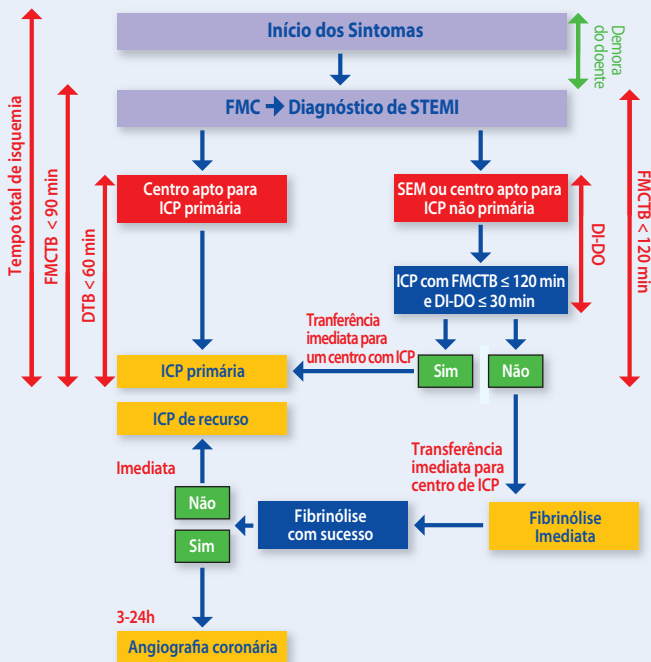 Início dos Sintomas
Demora
do doente
FMC → Diagnóstico de STEMI
Tempo total de isquemia
FMCTB < 90 min
DTB < 60 min
Centro apto para
ICP primária
SEM ou centro apto para
ICP não primária
DI-DO
FMCTB < 120 min
ICP com FMCTB ≤ 120 min
e DI-DO ≤ 30 min
Tranferência
imediata para
um centro com ICP
ICP primária
Sim
Não
ICP de recurso
Imediata
Transferência
imediata para
centro de ICP
Não
Sim
Fibrinólise
com sucesso
Fibrinólise
Imediata
3-24h
Angiografia coronária